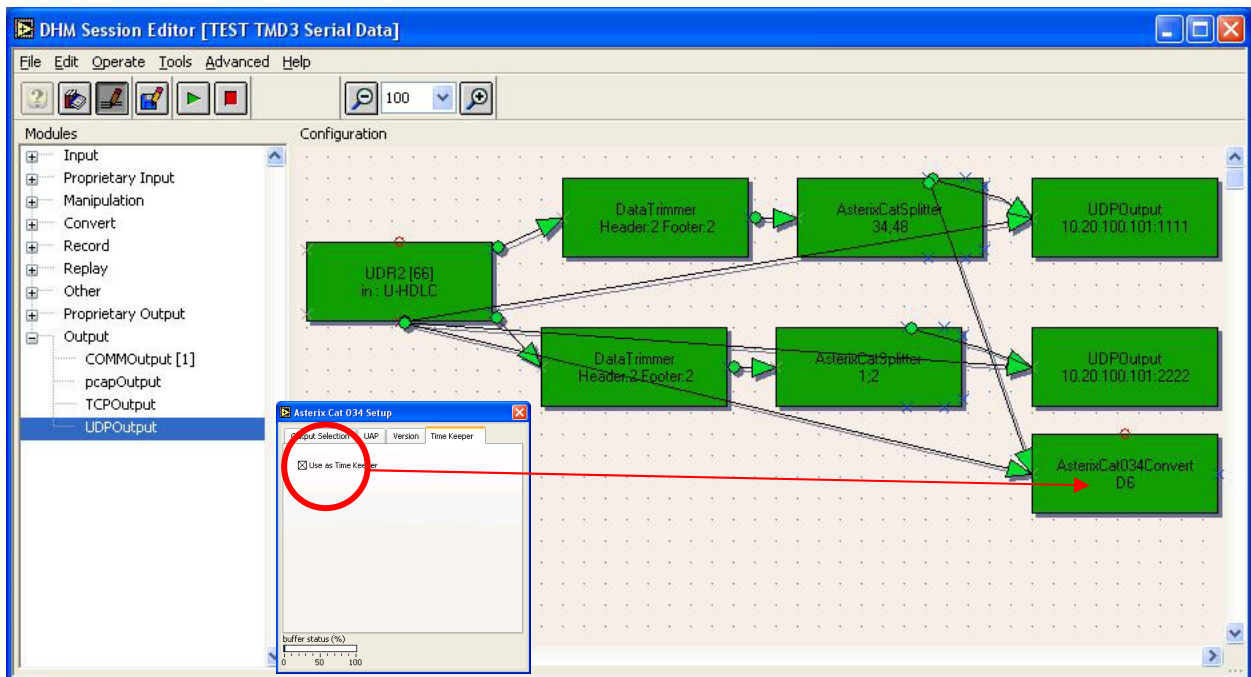 DHM Session Editor [TEST TMD3 Serial Data]
File Edit Operate Tools Advanced Help
100
Modules
Configuration
Input
Proprietary Input
Manipulation
Convert
Record
Replay
Other
Proprietary Output
Output
COMMOutput [1]
pcapOutput
TCPOutput
UDPOutput
UDR2 [66]
in : U-HDLC
DataTrimmer
Header:2 Footer:2
AsterixCatSplitter
34,48
UDPOutput
10.20.100.101:1111
DataTrimmer
Header:2 Footer:2
AsterixCatSplitter
1;2
UDPOutput
10.20.100.101:2222
AsterixCat034Convert
D6
Asterix Cat 034 Setup
Output Selection UAP Version Time Keeper
Use as Time Keeper
buffer status (%)
0 50 100